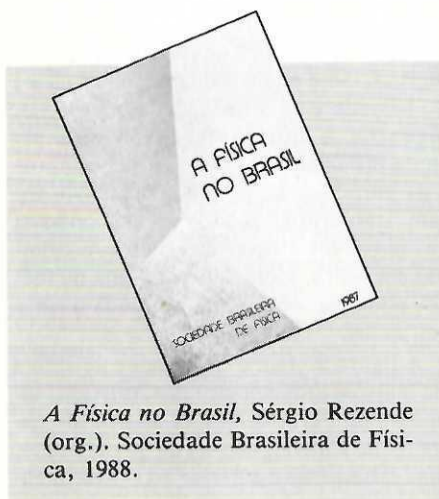 A FÍSICA
NO BRASIL
SOCIEDADE BRASILEIRA
DE FÍSICA
1987
A Física no Brasil, Sérgio Rezende
(org.). Sociedade Brasileira de Físi-
ca, 1988.